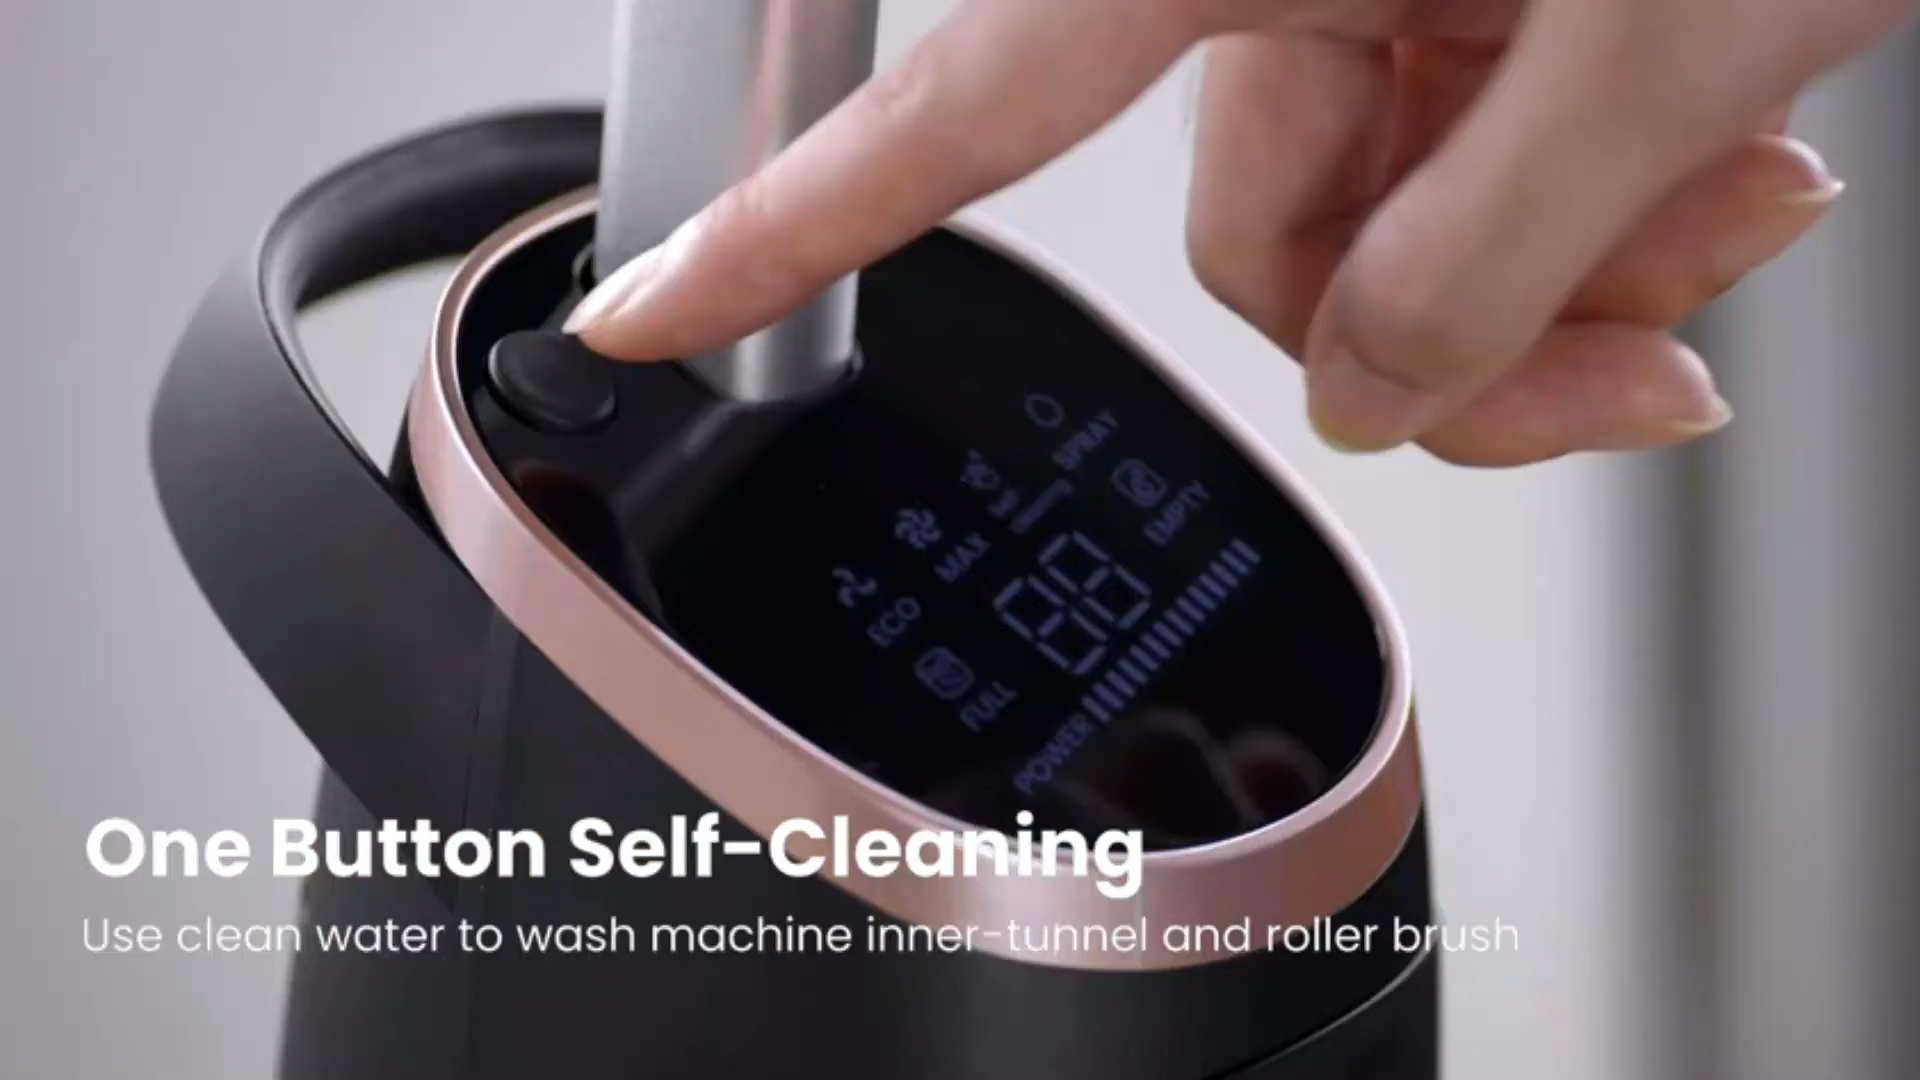 SPRAY
EMPTY
MAX
ECO
FULL
88
POWER
One Button Self-Cleaning
Use clean water to wash machine inner-tunnel and roller brush